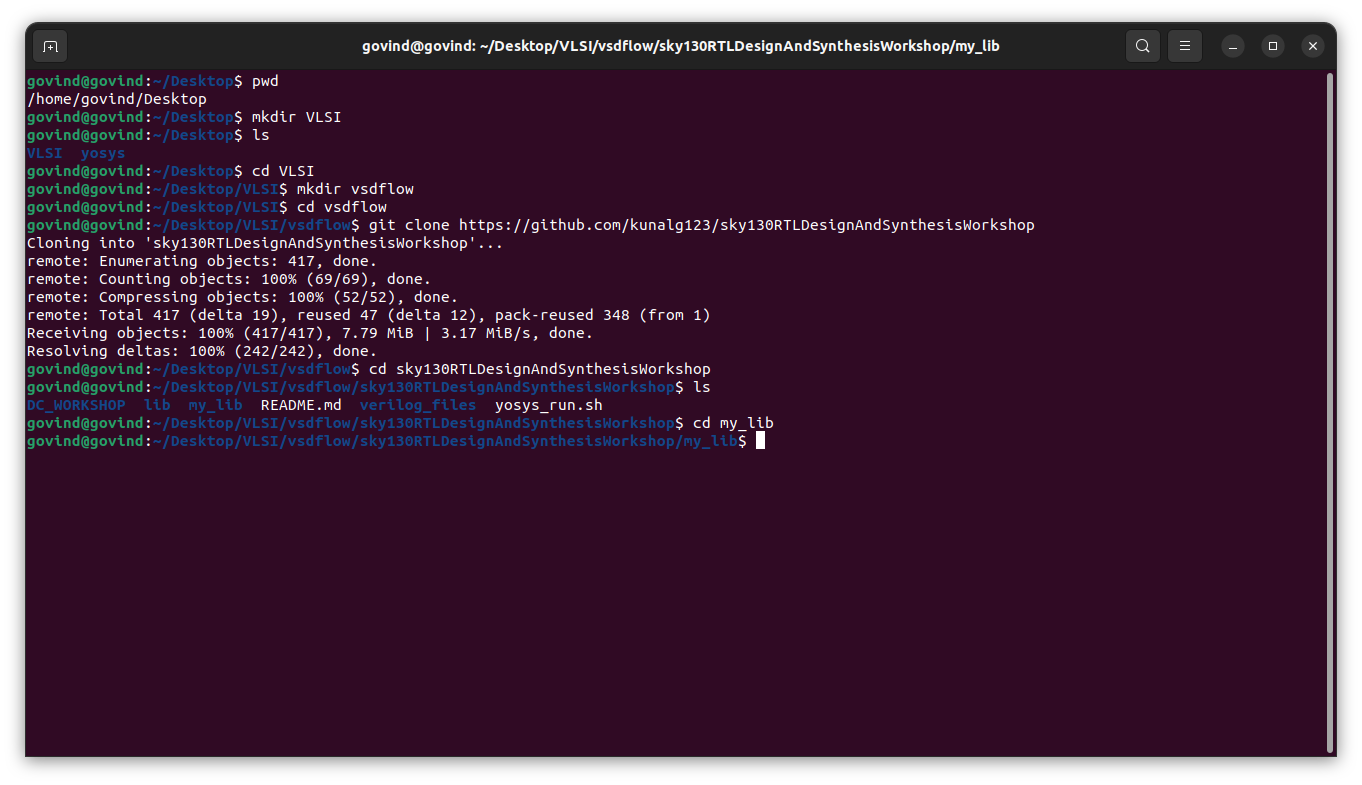 govind@govind: ~/Desktop/VLSI/vsdflow/sky130RTLDesignAndSynthesisWorkshop/my_lib
govind@govind:~/Desktop$ pwd
/home/govind/Desktop
govind@govind:~/Desktop$ mkdir VLSI
govind@govind:~/Desktop$ ls
VLSI  yosys
govind@govind:~/Desktop$ cd VLSI
govind@govind:~/Desktop/VLSI$ mkdir vsdflow
govind@govind:~/Desktop/VLSI$ cd vsdflow
govind@govind:~/Desktop/VLSI/vsdflow$ git clone https://github.com/kunalg123/sky130RTLDesignAndSynthesisWorkshop
Cloning into 'sky130RTLDesignAndSynthesisWorkshop'...
remote: Enumerating objects: 417, done.
remote: Counting objects: 100% (69/69), done.
remote: Compressing objects: 100% (52/52), done.
remote: Total 417 (delta 19), reused 47 (delta 12), pack-reused 348 (from 1)
Receiving objects: 100% (417/417), 7.79 MiB | 3.17 MiB/s, done.
Resolving deltas: 100% (242/242), done.
govind@govind:~/Desktop/VLSI/vsdflow$ cd sky130RTLDesignAndSynthesisWorkshop
govind@govind:~/Desktop/VLSI/vsdflow/sky130RTLDesignAndSynthesisWorkshop$ ls
DC_WORKSHOP  lib  my_lib  README.md  verilog_files  yosys_run.sh
govind@govind:~/Desktop/VLSI/vsdflow/sky130RTLDesignAndSynthesisWorkshop$ cd my_lib
govind@govind:~/Desktop/VLSI/vsdflow/sky130RTLDesignAndSynthesisWorkshop/my_lib$